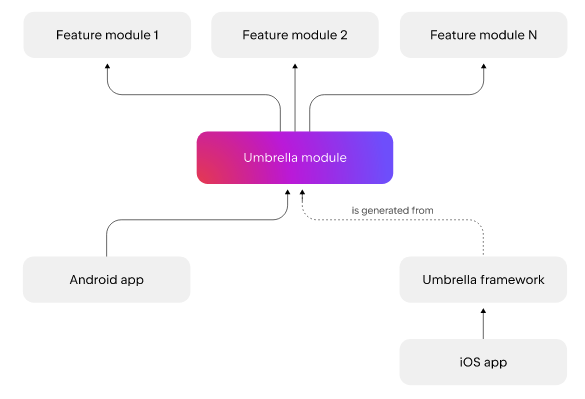 Feature module 1
Feature module 2
Feature module N
Umbrella module
is generated from
Android app
Umbrella framework
iOS app